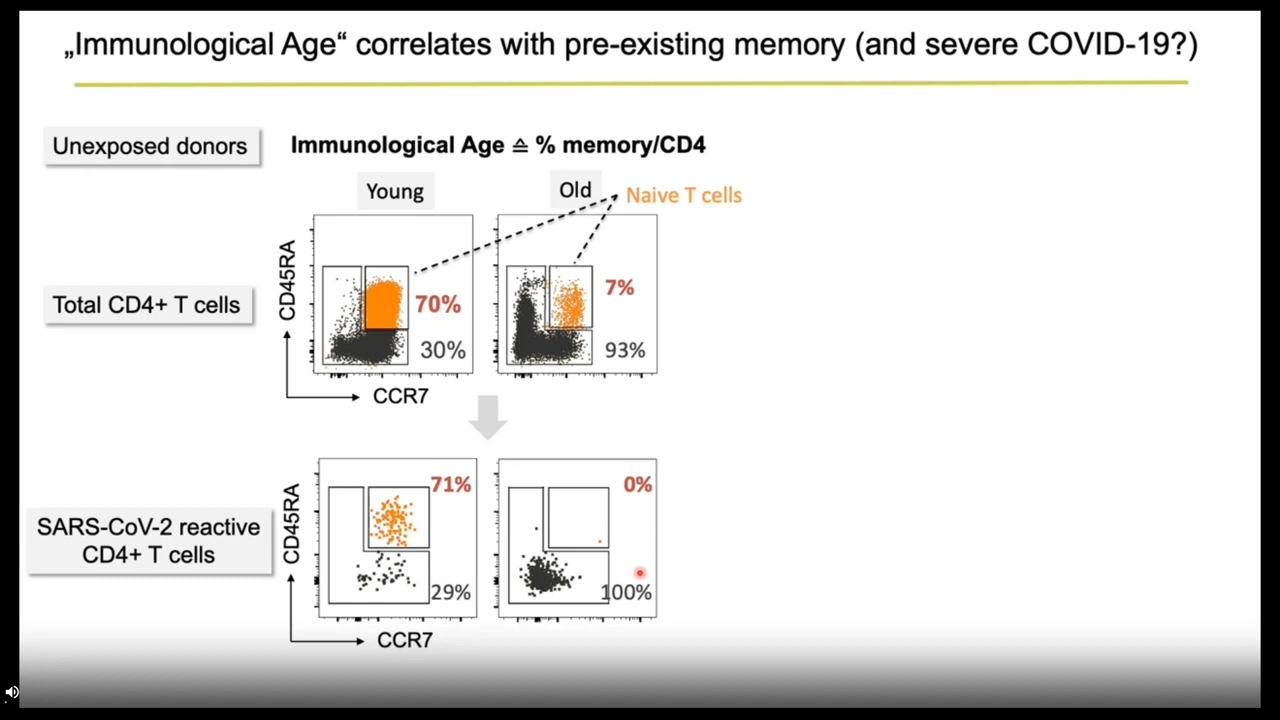 „Immunological Age“ correlates with pre-existing memory (and severe COVID-19?)
Unexposed donors
Immunological Age ≙ % memory/CD4
Young
Old
Naive T cells
Total CD4+ T cells
CD45RA
70%
30%
7%
93%
CCR7
SARS-CoV-2 reactive
CD4+ T cells
CD45RA
71%
29%
0%
100%
CCR7